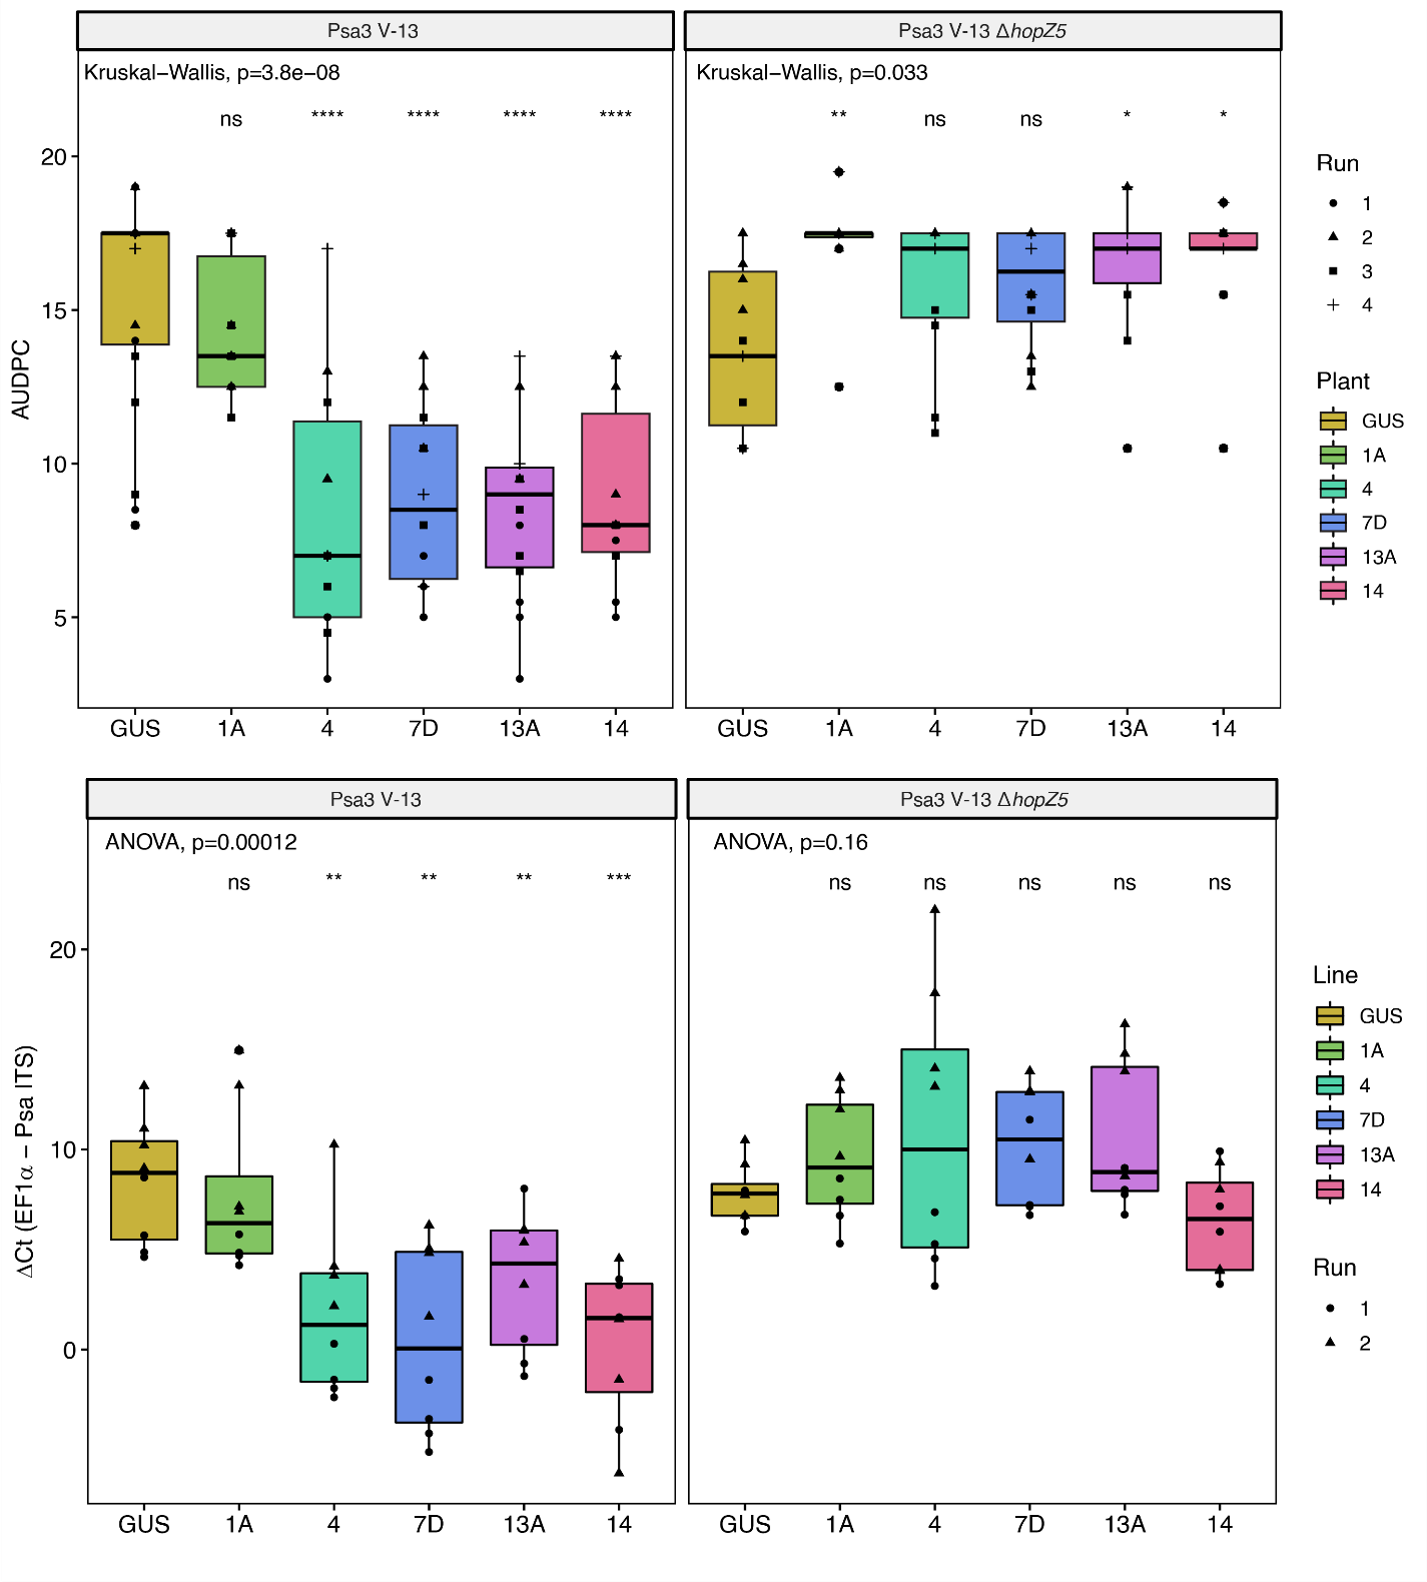 Psa3 V-13
Psa3 V-13 ΔhopZ5
Kruskal−Wallis, p=3.8e−08
Kruskal−Wallis, p=0.033
ns **** **** **** ****
** ns ns * *
AUDPC
20
15
10
5
GUS 1A 4 7D 13A 14
GUS 1A 4 7D 13A 14
Run
1
2
3
4
Plant
GUS
1A
4
7D
13A
14
Psa3 V-13
Psa3 V-13 ΔhopZ5
ANOVA, p=0.00012
ANOVA, p=0.16
ns ** ** ** ***
ns ns ns ns ns
ΔCt (EF1α − Psa ITS)
20
10
0
GUS 1A 4 7D 13A 14
GUS 1A 4 7D 13A 14
Line
GUS
1A
4
7D
13A
14
Run
1
2